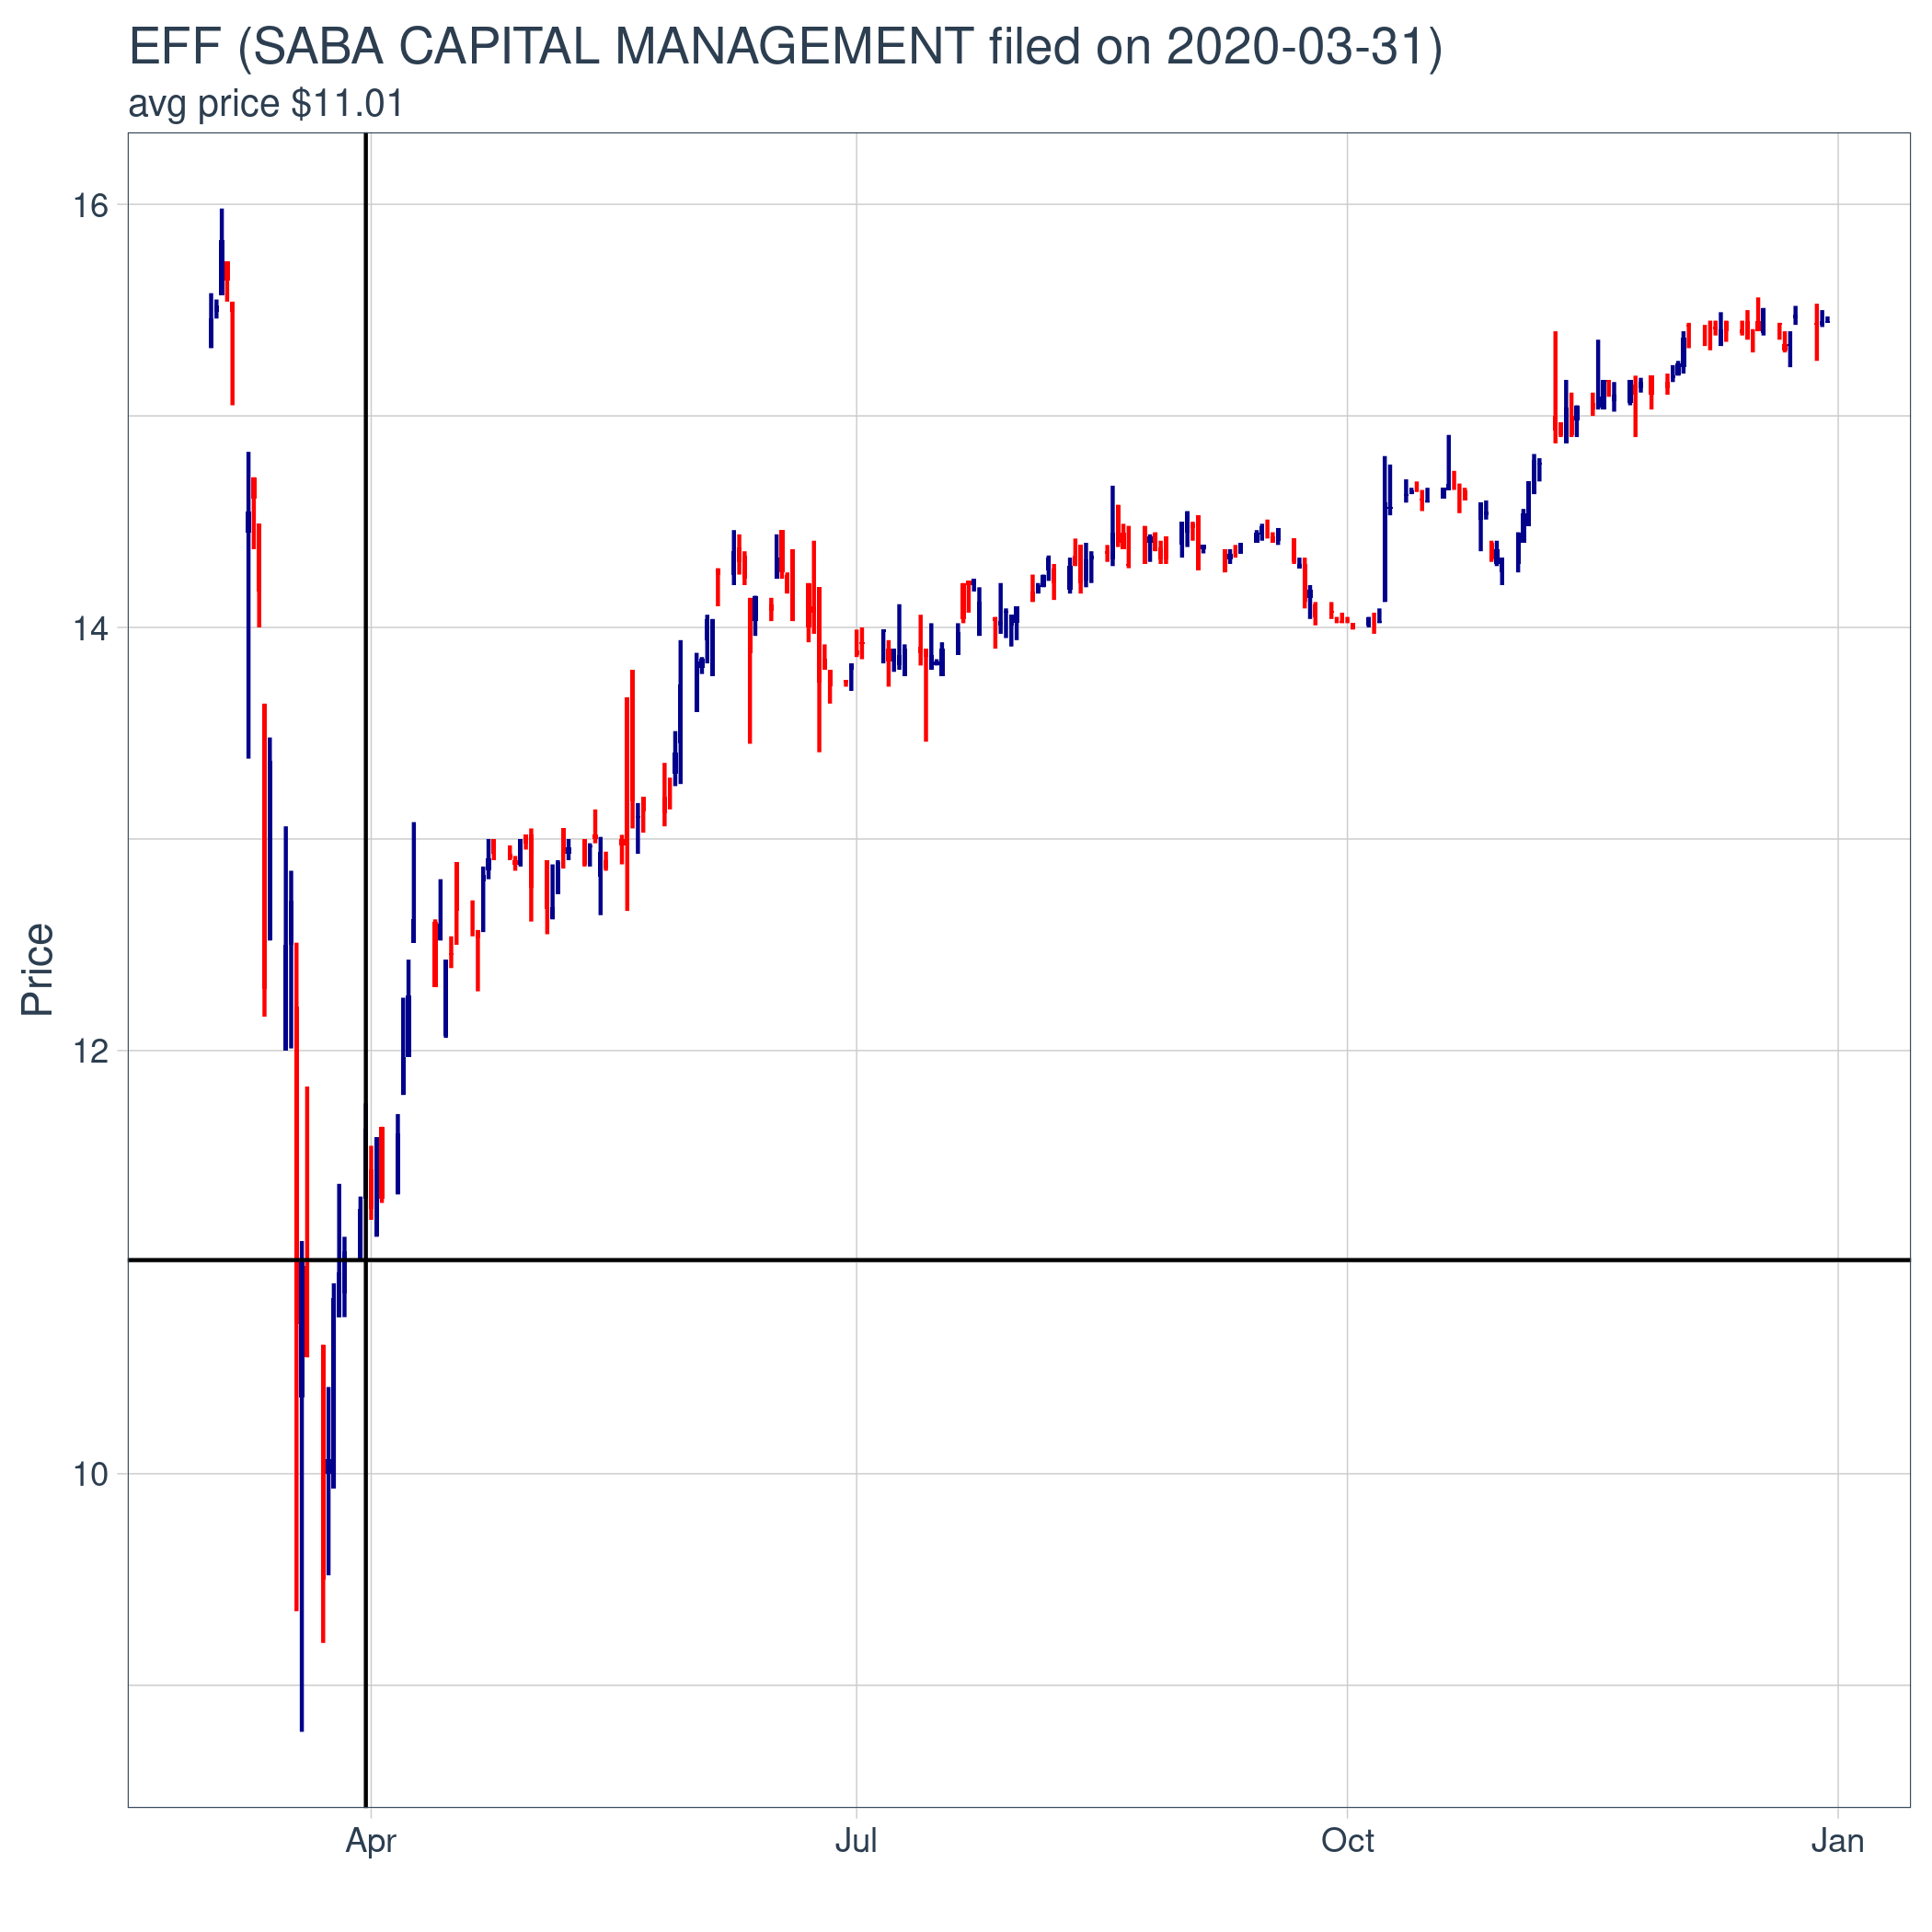 EFF (SABA CAPITAL MANAGEMENT filed on 2020-03-31)
avg price $11.01
16
14
12
10
Price
Apr Jul Oct Jan